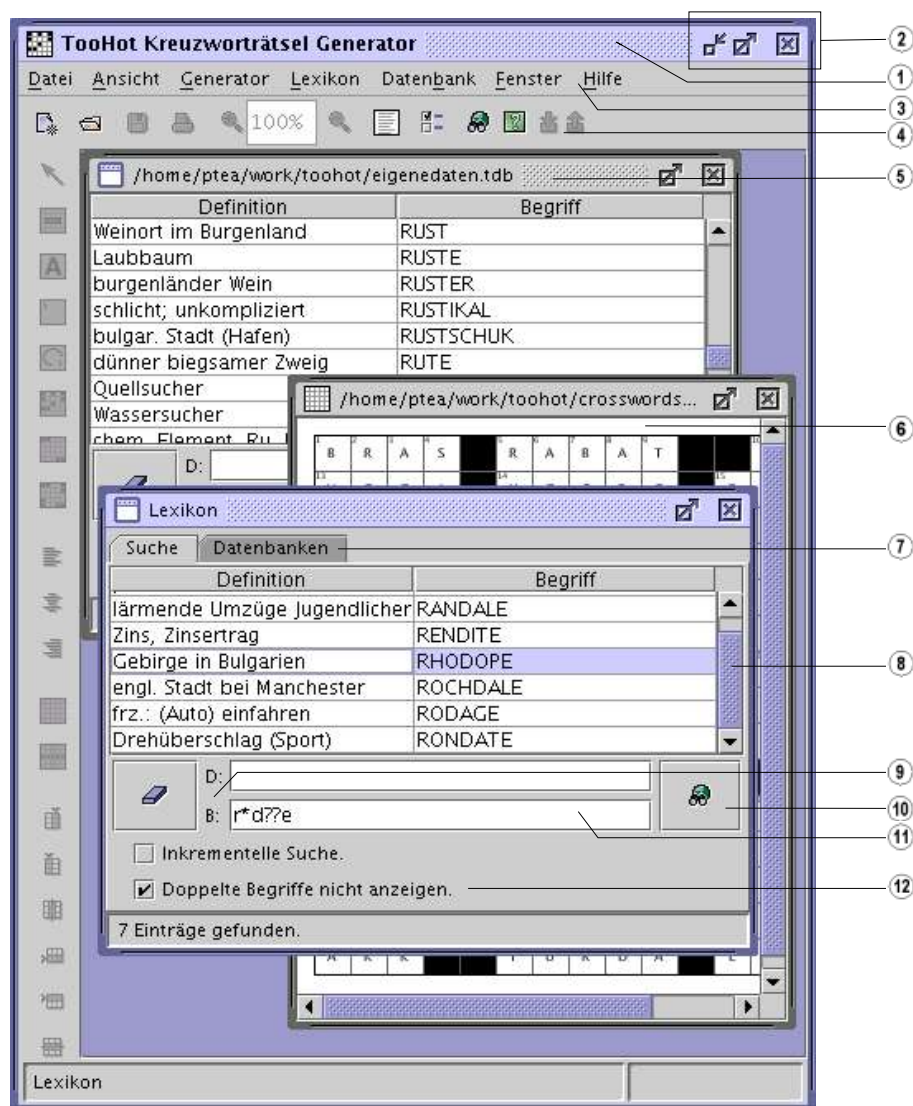 TooHot Kreuzworträtsel Generator
2
Datei Ansicht Generator Lexikon Datenbank Fenster Hilfe
1
3
100%
4
/home/ptea/work/toohot/eigenedaten.tdb
5
Definition Begriff
Weinort im Burgenland RUST
Laubbaum RUSTE
burgenländer Wein RUSTER
schlicht; unkompliziert RUSTIKAL
bulgar. Stadt (Hafen) RUSTSCHUK
dünner biegsamer Zweig RUTE
Quellsucher
/home/ptea/work/toohot/crosswords...
Wassersucher
6
chem. Element, Ru,
B R A S R A B A T
D:
Lexikon
Suche Datenbanken
7
Definition Begriff
lärmende Umzüge Jugendlicher RANDALE
Zins, Zinsertrag RENDITE
Gebirge in Bulgarien RHODOPE
8
engl. Stadt bei Manchester ROCHDALE
frz.: (Auto) einfahren RODAGE
Drehüberschlag (Sport) RONDATE
D:
9
10
B: r*d??e
11
Inkrementelle Suche.
Doppelte Begriffe nicht anzeigen.
12
7 Einträge gefunden.
Lexikon